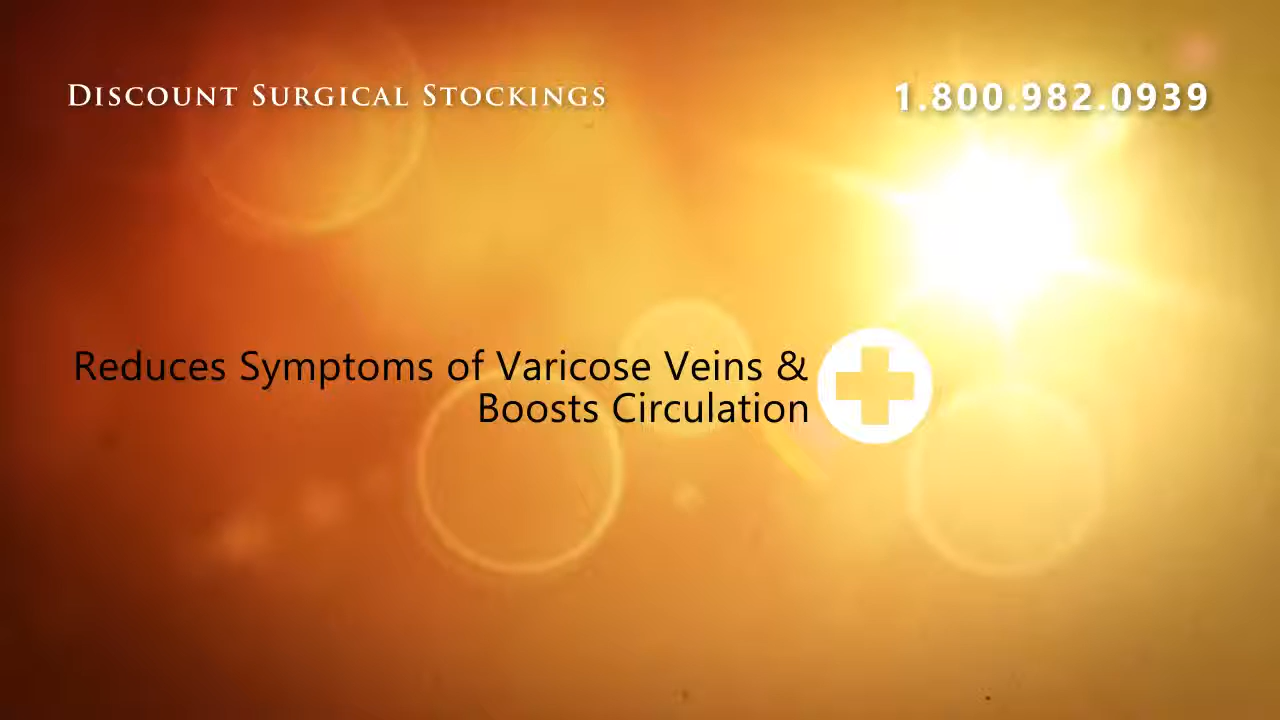 Discount Surgical Stockings
1.800.982.0939
Reduces Symptoms of Varicose Veins &
Boosts Circulation